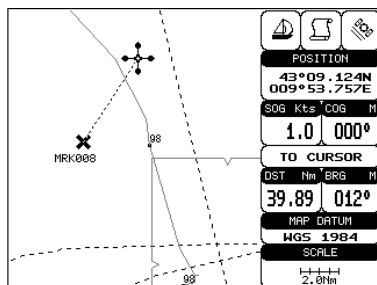 POSITION
43°09.124N
009°53.757E
SOG Kts COG M
1.0 000°
TO CURSOR
DST Nm BRG M
39.89 012°
MAP DATUM
WGS 1984
SCALE
2.0Nm
98
MRK008
98